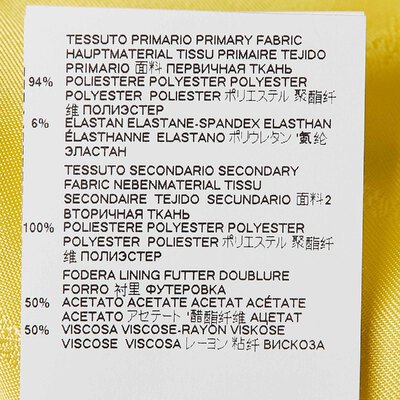 TESSUTO PRIMARIO PRIMARY FABRIC
HAUPTMATERIAL TISSU PRIMAIRE TEJIDO
PRIMARIO 面料 ПЕРВИЧНАЯ ТКАНЬ
94% POLIESTERE POLYESTER POLYESTER
POLYESTER POLIESTER ポリエステル 聚酯纤
维 ПОЛИЭСТЕР
6% ELASTAN ELASTANE-SPANDEX ELASTHAN
ÉLASTHANNE ELASTANO ポリウレタン 氨纶
ЭЛАСТАН
TESSUTO SECONDARIO SECONDARY
FABRIC NEBENMATERIAL TISSU
SECONDAIRE TEJIDO SECUNDARIO 面料2
ВТОРИЧНАЯ ТКАНЬ
100% POLIESTERE POLYESTER POLYESTER
POLYESTER POLIESTER ポリエステル 聚酯纤
维 ПОЛИЭСТЕР
FODERA LINING FUTTER DOUBLURE
FORRO 衬里 ФУТЕРОВКА
50% ACETATO ACETATE ACETAT ACÉTATE
ACETATO アセテート 醋酯纤维 АЦЕТАТ
50% VISCOSA VISCOSE-RAYON VISKOSE
VISCOSE VISCOSA レーヨン 粘纤 ВИСКОЗА